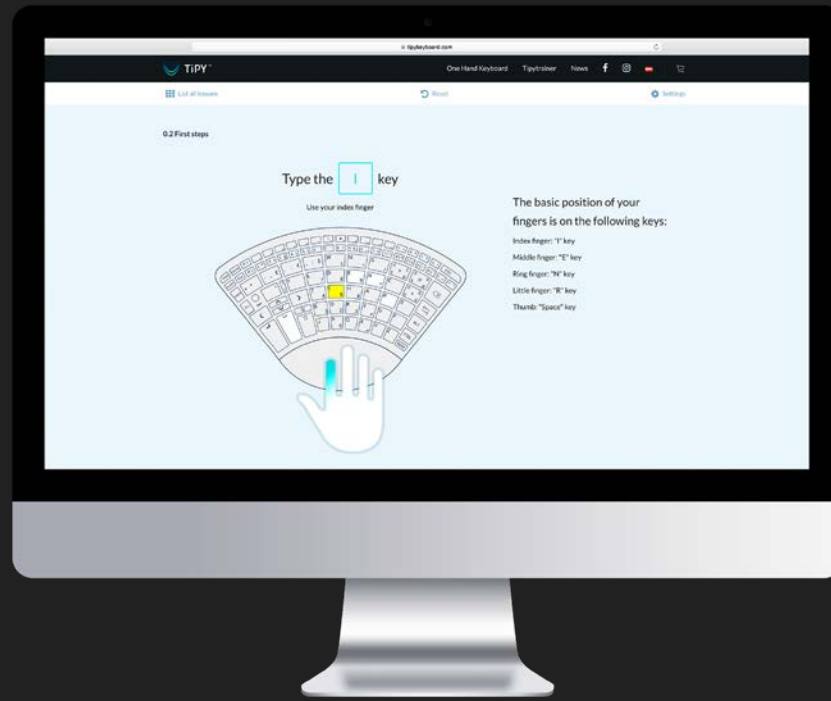 tipykeyboard.com
TiPY™
One Hand Keyboard Tipytrainer News
List of lessons Reset Settings
0.2 First steps
Type the I key
Use your index finger
The basic position of your
fingers is on the following keys:
Index finger: "I" key
Middle finger: "E" key
Ring finger: "N" key
Little finger: "R" key
Thumb: "Space" key